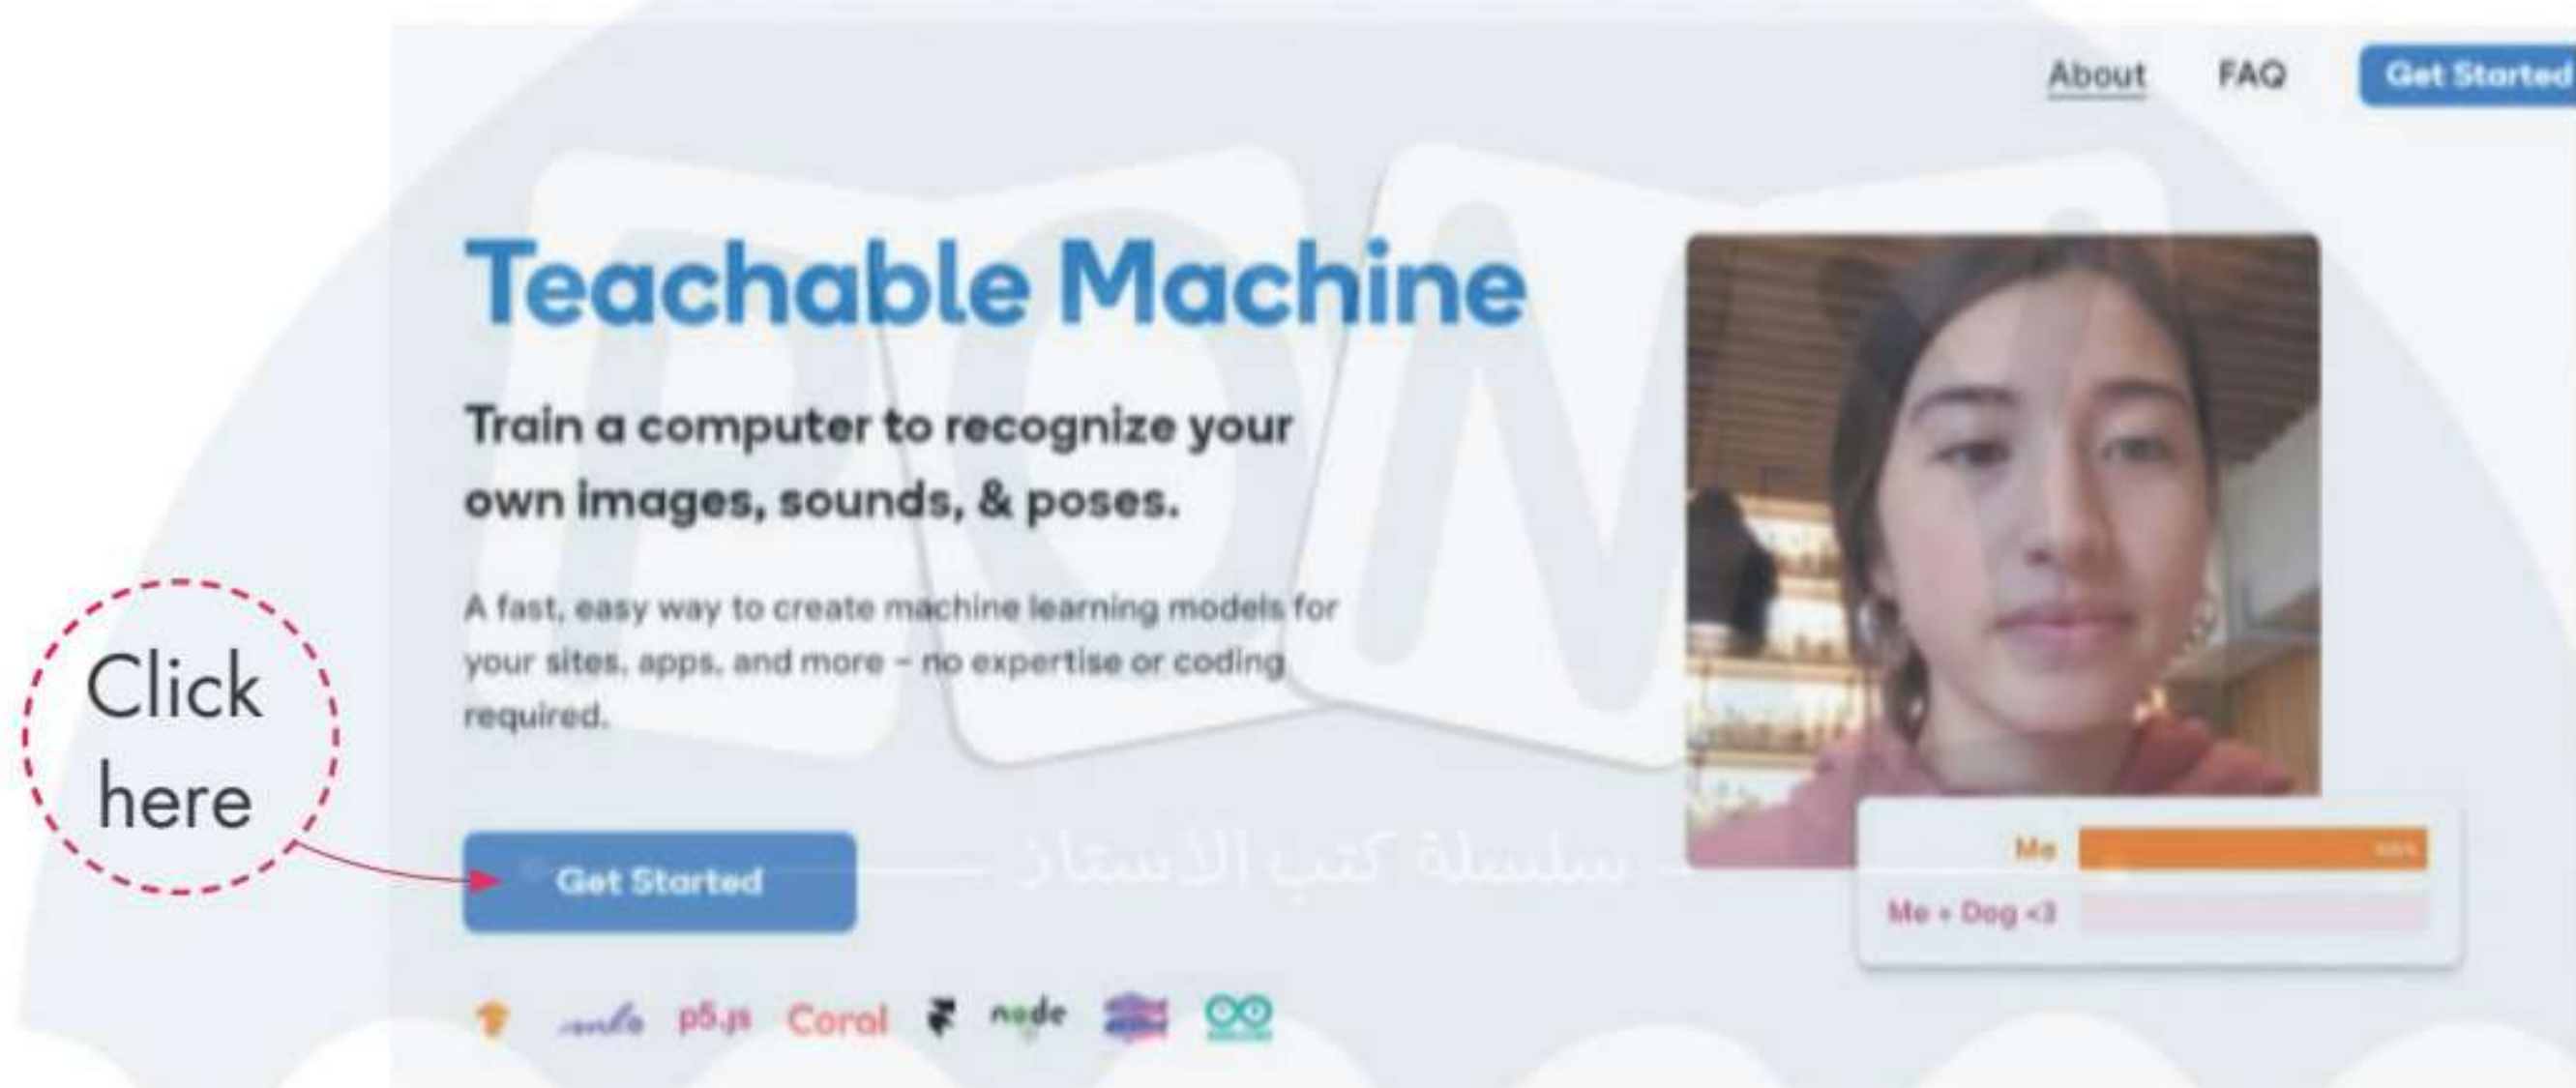 About FAQ Get Started
Teachable Machine
Train a computer to recognize your
own images, sounds, & poses.
A fast, easy way to create machine learning models for
your sites, apps, and more – no expertise or coding
required.
Click
here
Get Started
سلسلة كتب الاستاذ
Me
Me + Dog <3
p5.js Coral node
PON